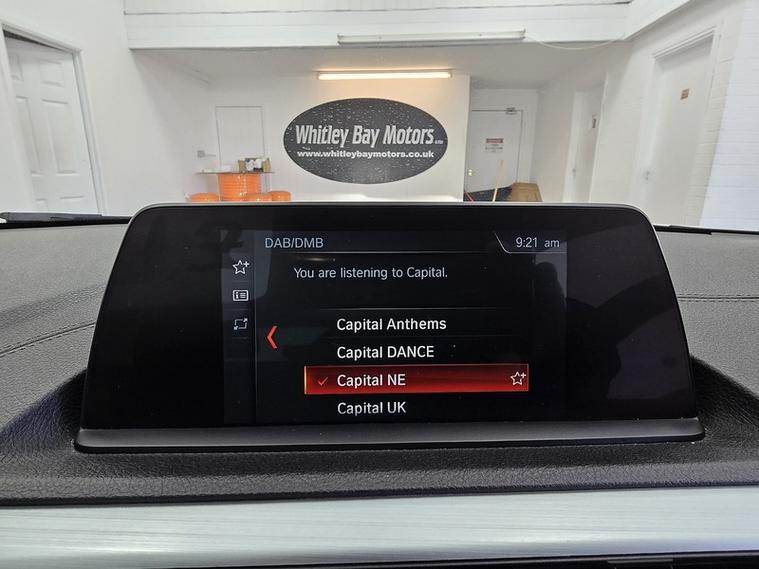 Whitley Bay Motors
www.whitleybaymotors.co.uk
DAB/DMB
9:21 am
You are listening to Capital.
Capital Anthems
Capital DANCE
Capital NE
Capital UK